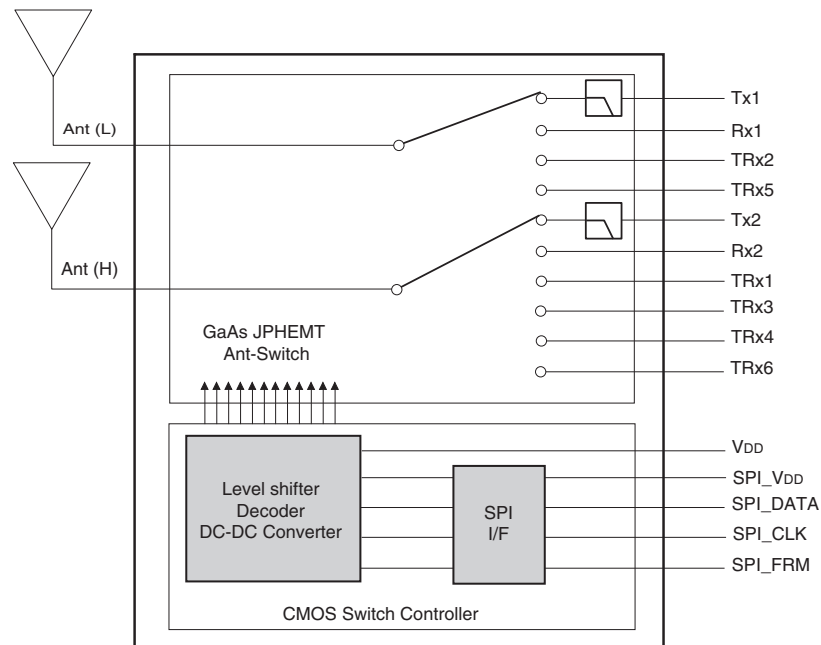 Ant (L)
Ant (H)
Tx1
Rx1
TRx2
TRx5
Tx2
Rx2
TRx1
TRx3
TRx4
TRx6
GaAs JPHEMT
Ant-Switch
Level shifter
Decoder
DC-DC Converter
SPI
I/F
VDD
SPI_VDD
SPI_DATA
SPI_CLK
SPI_FRM
CMOS Switch Controller